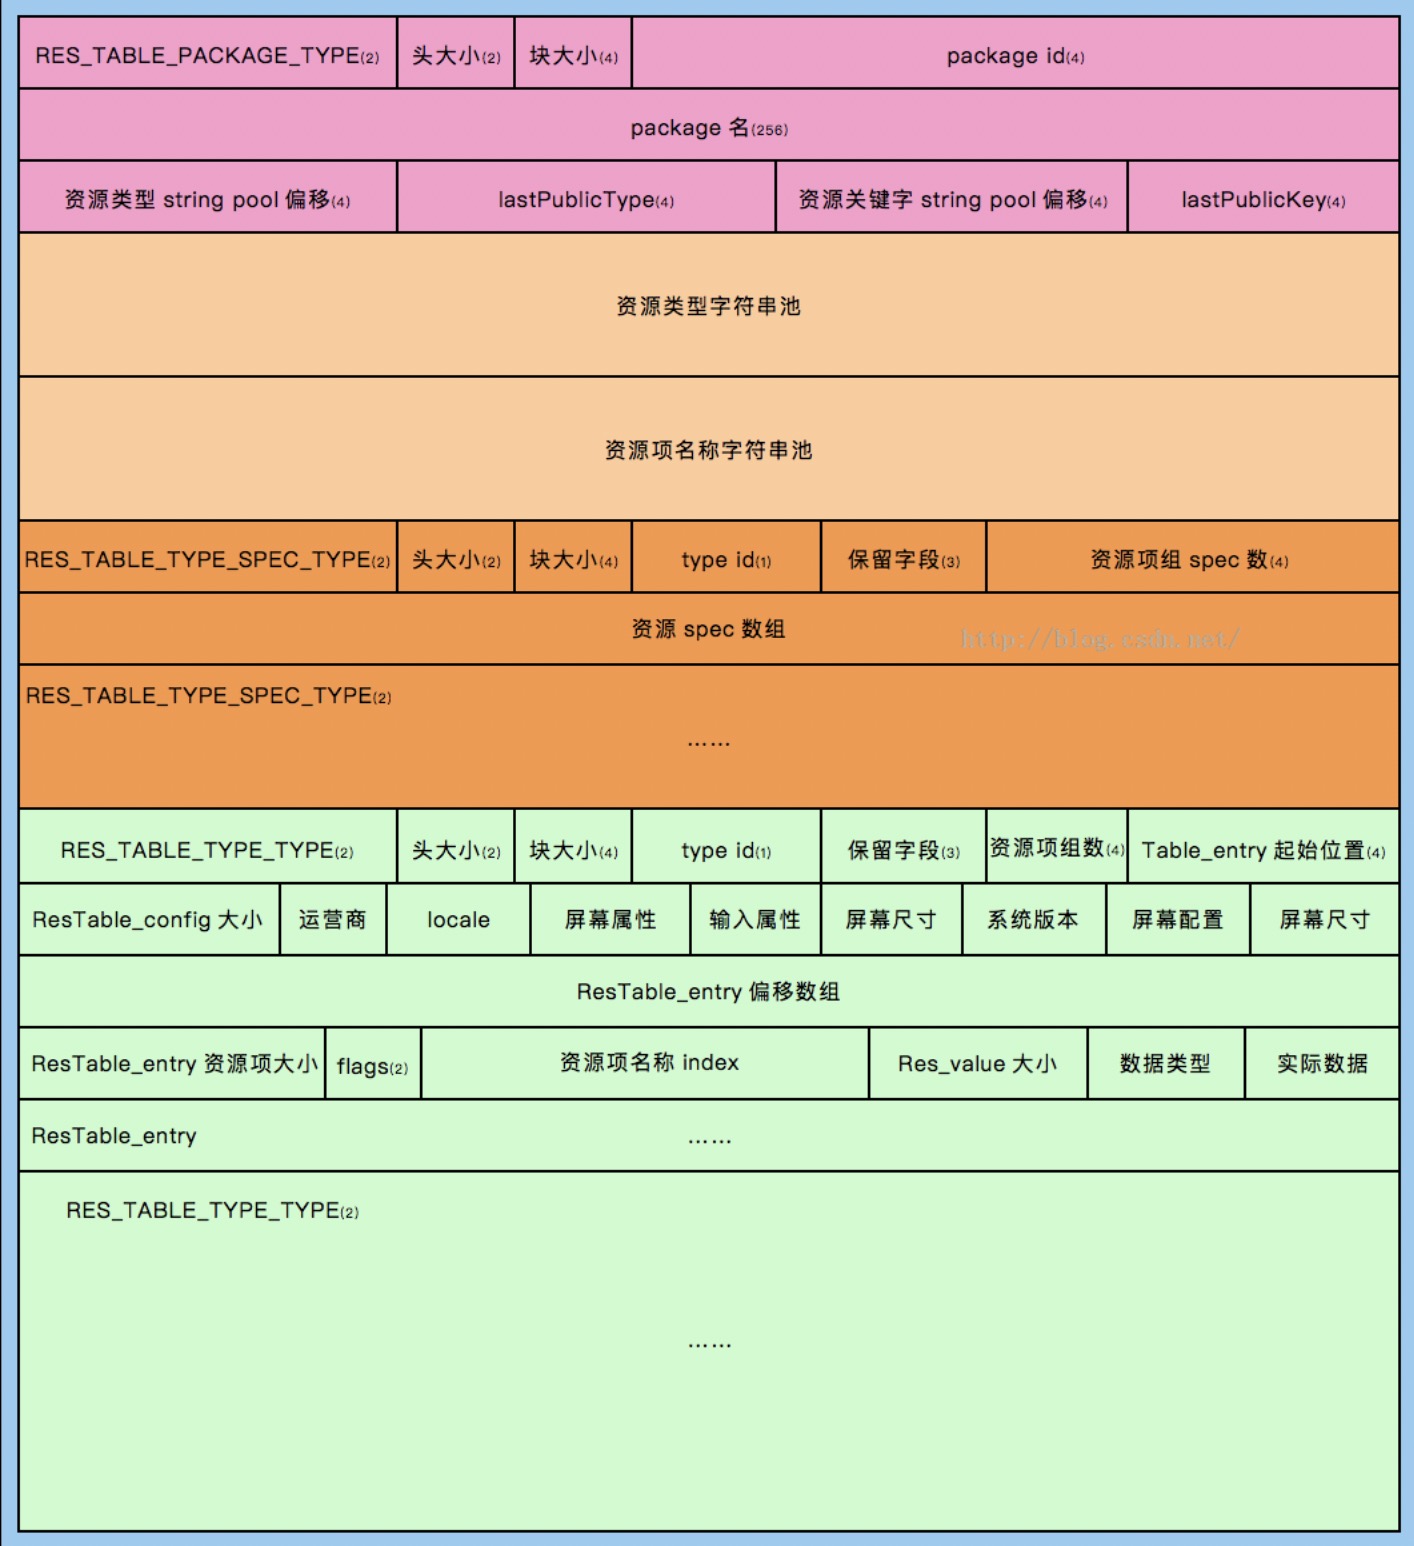 RES_TABLE_PACKAGE_TYPE(2) 头大小(2) 块大小(4) package id(4)
package 名(256)
资源类型 string pool 偏移(4) lastPublicType(4) 资源关键字 string pool 偏移(4) lastPublicKey(4)
资源类型字符串池
资源项名称字符串池
RES_TABLE_TYPE_SPEC_TYPE(2) 头大小(2) 块大小(4) type id(1) 保留字段(3) 资源项组 spec 数(4)
资源 spec 数组
http://blog.csdn.net/
RES_TABLE_TYPE_SPEC_TYPE(2)
……
RES_TABLE_TYPE_TYPE(2) 头大小(2) 块大小(4) type id(1) 保留字段(3) 资源项组数(4) Table_entry 起始位置(4)
ResTable_config 大小 运营商 locale 屏幕属性 输入属性 屏幕尺寸 系统版本 屏幕配置 屏幕尺寸
ResTable_entry 偏移数组
ResTable_entry 资源项大小 flags(2) 资源项名称 index Res_value 大小 数据类型 实际数据
ResTable_entry ……
RES_TABLE_TYPE_TYPE(2)
……